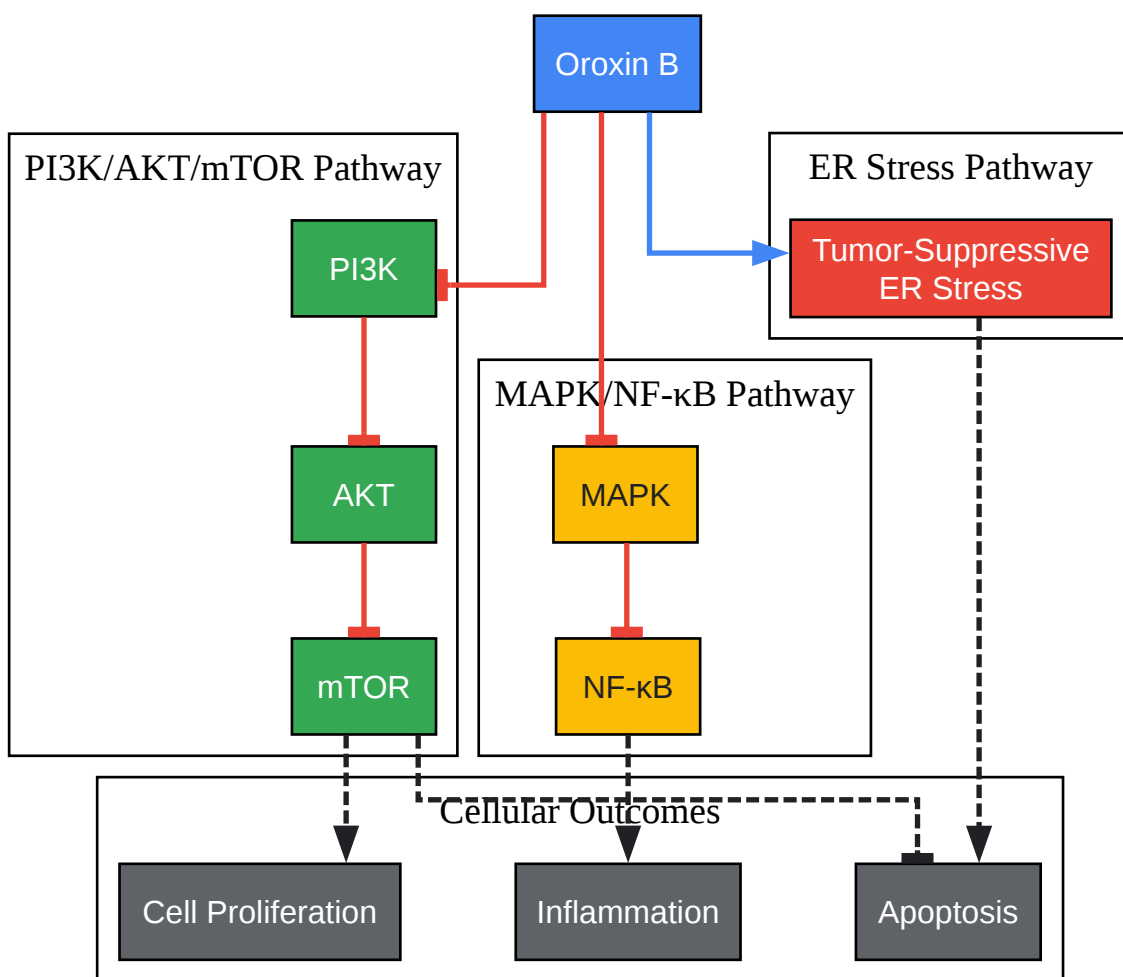 Oroxin B
PI3K/AKT/mTOR Pathway
ER Stress Pathway
PI3K
Tumor-Suppressive
ER Stress
MAPK/NF-κB Pathway
AKT
MAPK
mTOR
NF-κB
Cellular Outcomes
Cell Proliferation
Inflammation
Apoptosis